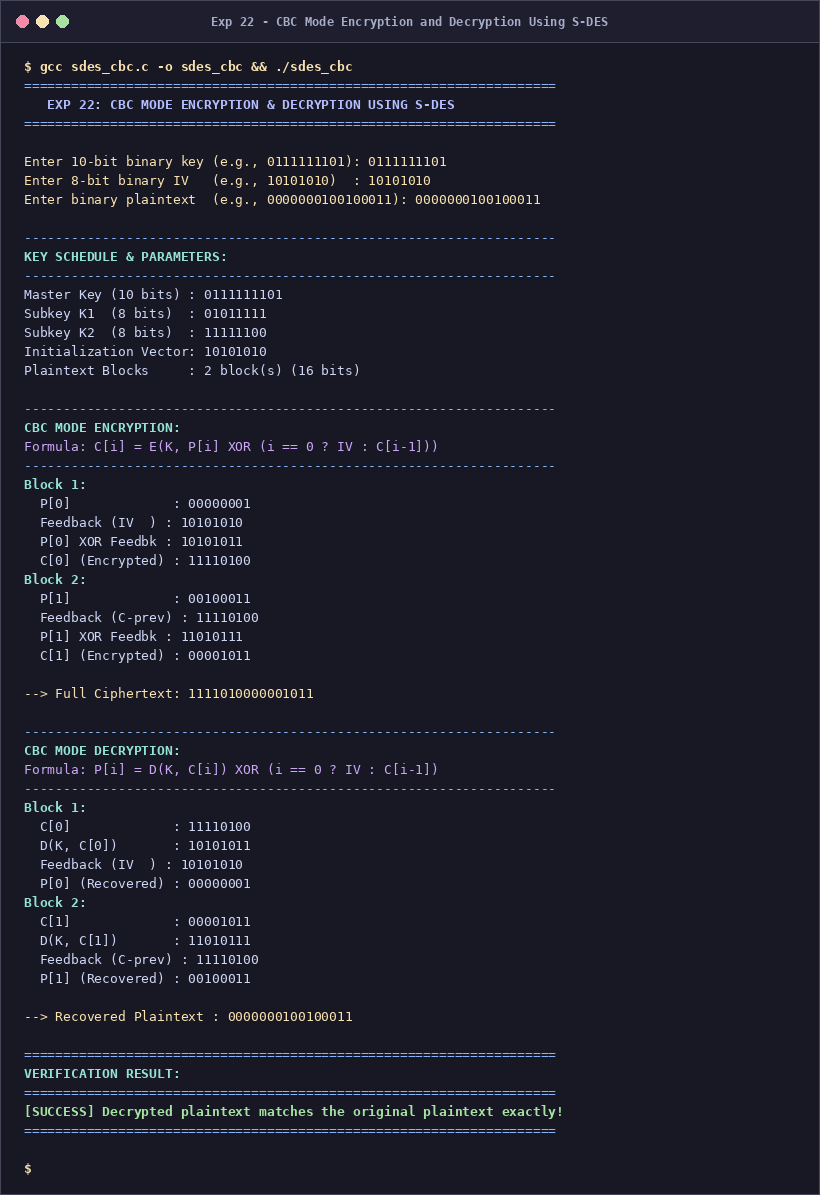 Exp 22 - CBC Mode Encryption and Decryption Using S-DES
$ gcc sdes_cbc.c -o sdes_cbc && ./sdes_cbc
====================================================================
   EXP 22: CBC MODE ENCRYPTION & DECRYPTION USING S-DES
====================================================================
Enter 10-bit binary key (e.g., 0111111101): 0111111101
Enter 8-bit binary IV   (e.g., 10101010)  : 10101010
Enter binary plaintext  (e.g., 0000000100100011): 0000000100100011
--------------------------------------------------------------------
KEY SCHEDULE & PARAMETERS:
--------------------------------------------------------------------
Master Key (10 bits) : 0111111101
Subkey K1  (8 bits)  : 01011111
Subkey K2  (8 bits)  : 11111100
Initialization Vector: 10101010
Plaintext Blocks     : 2 block(s) (16 bits)
--------------------------------------------------------------------
CBC MODE ENCRYPTION:
Formula: C[i] = E(K, P[i] XOR (i == 0 ? IV : C[i-1]))
--------------------------------------------------------------------
Block 1:
  P[0]             : 00000001
  Feedback (IV  ) : 10101010
  P[0] XOR Feedbk : 10101011
  C[0] (Encrypted) : 11110100
Block 2:
  P[1]             : 00100011
  Feedback (C-prev) : 11110100
  P[1] XOR Feedbk : 11010111
  C[1] (Encrypted) : 00001011
--> Full Ciphertext: 1111010000001011
--------------------------------------------------------------------
CBC MODE DECRYPTION:
Formula: P[i] = D(K, C[i]) XOR (i == 0 ? IV : C[i-1])
--------------------------------------------------------------------
Block 1:
  C[0]             : 11110100
  D(K, C[0])       : 10101011
  Feedback (IV  ) : 10101010
  P[0] (Recovered) : 00000001
Block 2:
  C[1]             : 00001011
  D(K, C[1])       : 11010111
  Feedback (C-prev) : 11110100
  P[1] (Recovered) : 00100011
--> Recovered Plaintext : 0000000100100011
====================================================================
VERIFICATION RESULT:
====================================================================
[SUCCESS] Decrypted plaintext matches the original plaintext exactly!
====================================================================
$